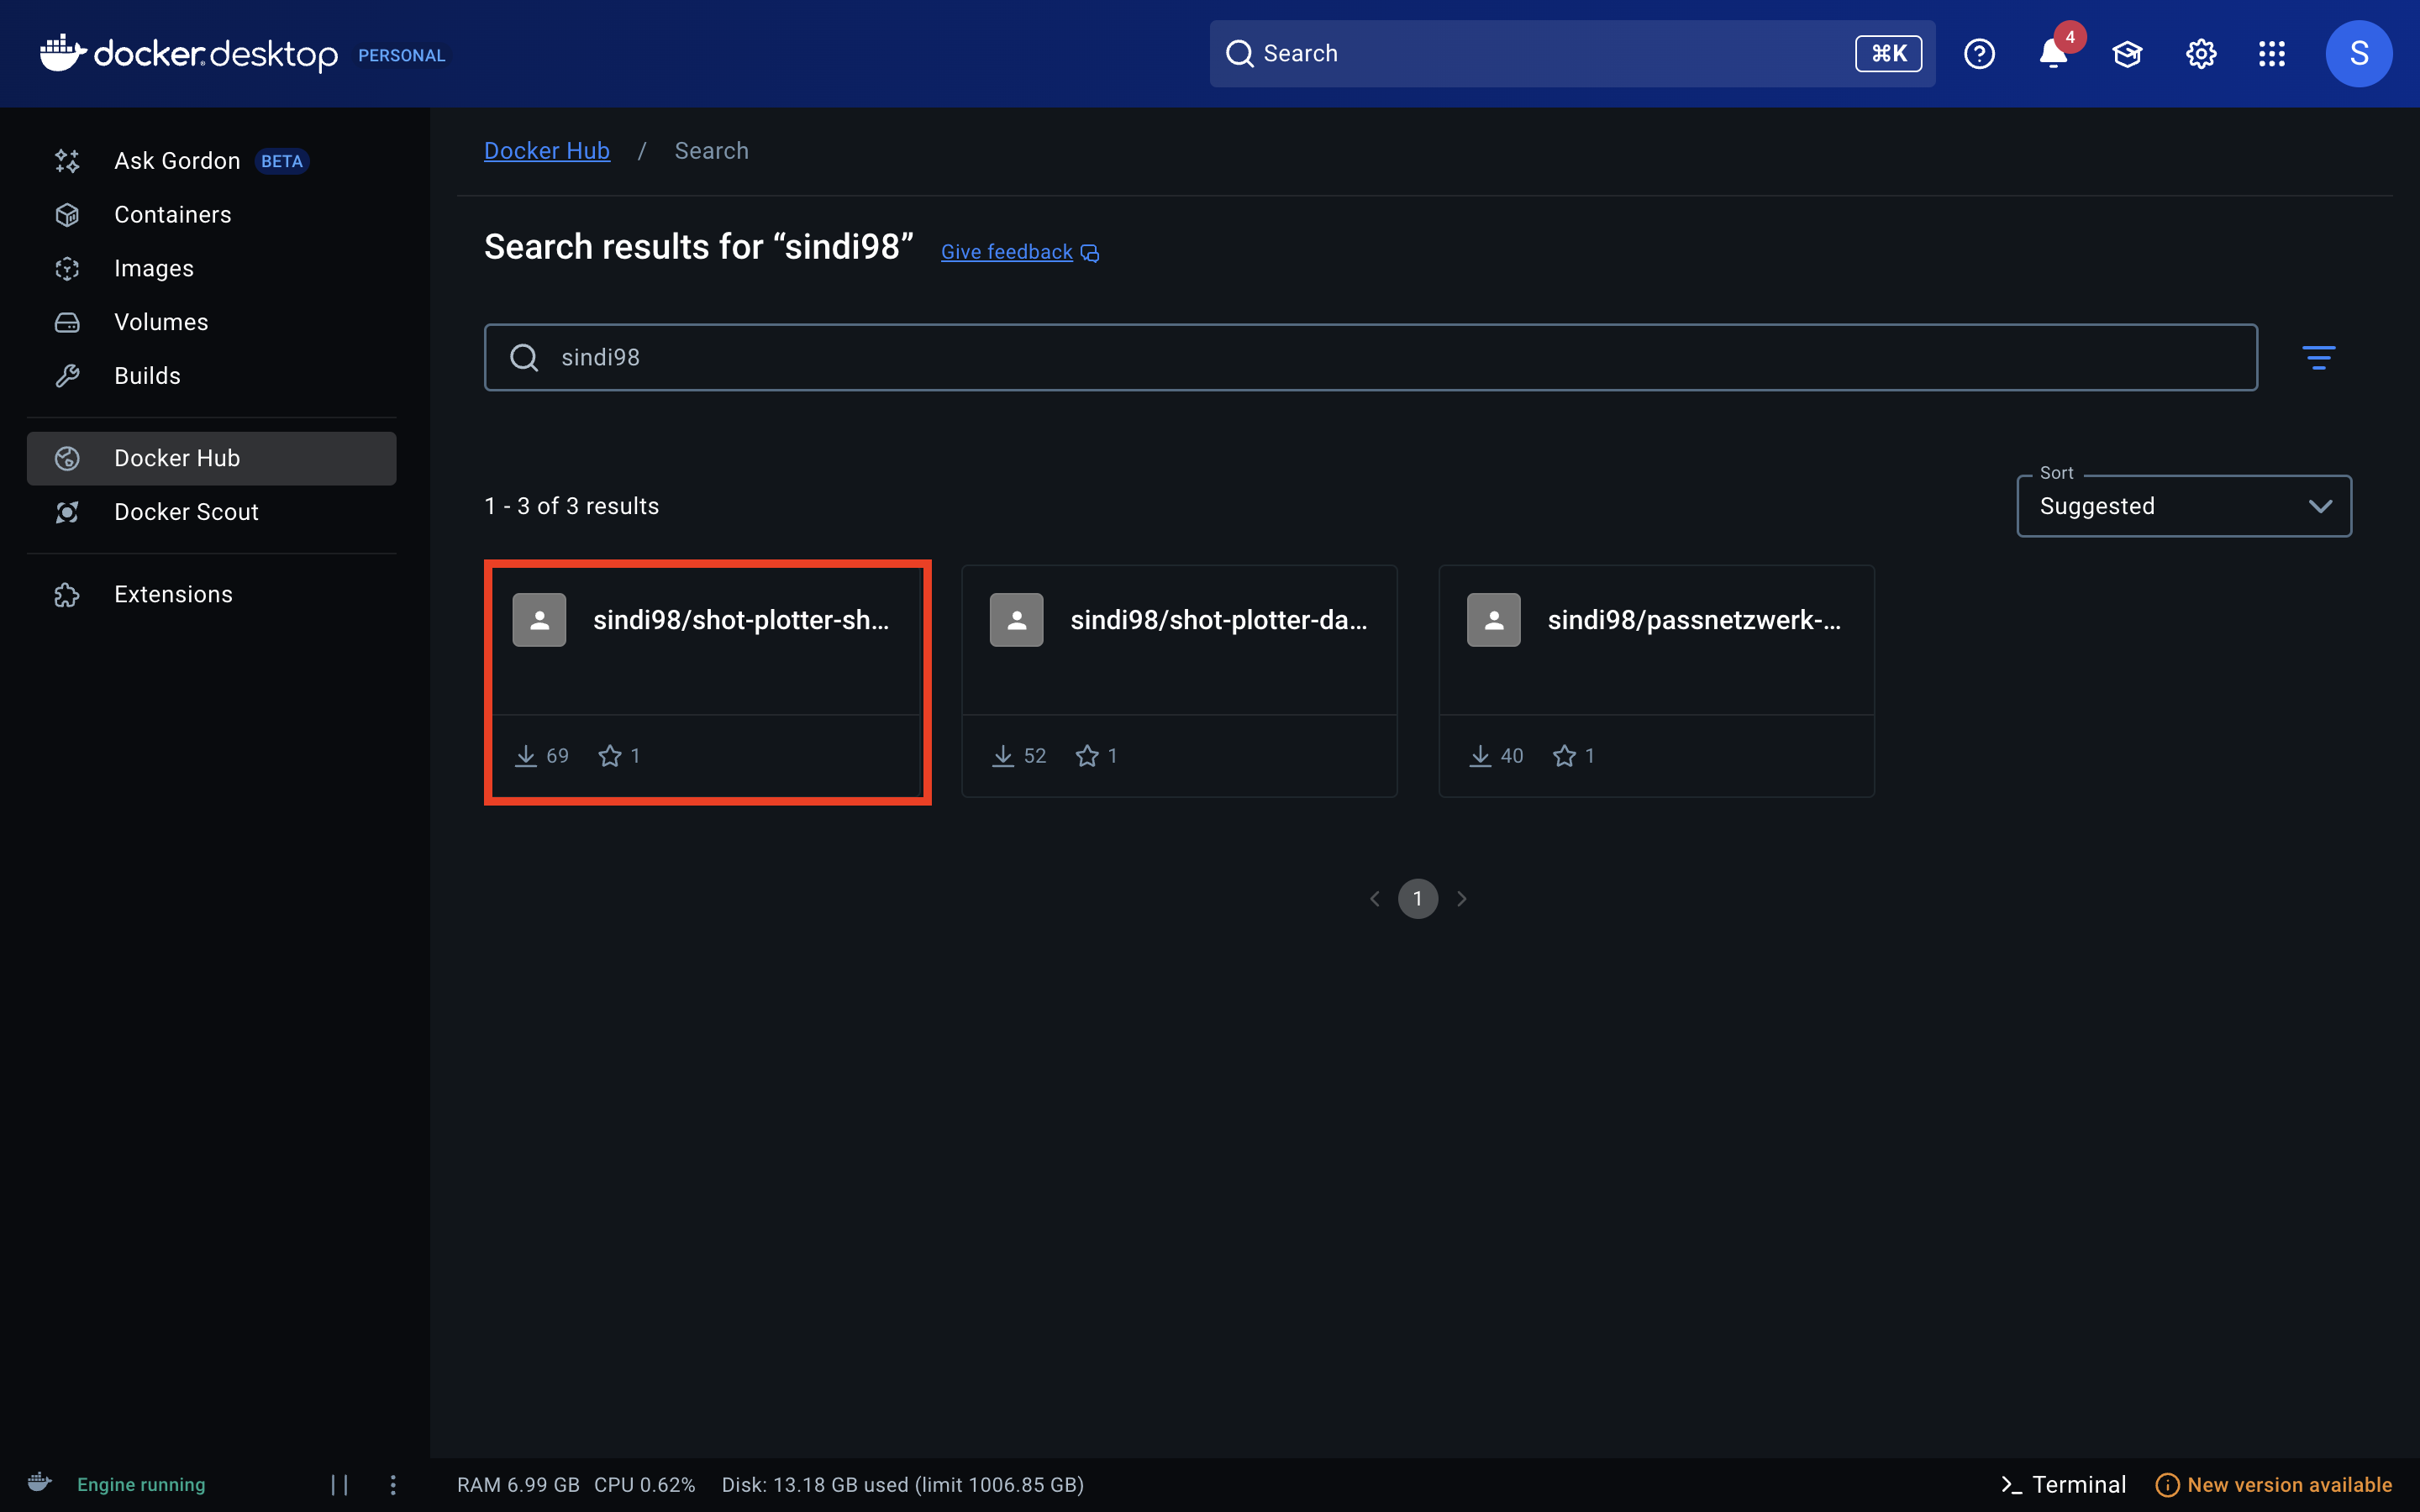 docker desktop PERSONAL
Search
⌘K
4
S
Ask Gordon BETA
Containers
Images
Volumes
Builds
Docker Hub
Docker Scout
Extensions
Docker Hub / Search
Search results for “sindi98” Give feedback
sindi98
1 - 3 of 3 results
Sort
Suggested
sindi98/shot-plotter-sh...
69 1
sindi98/shot-plotter-da...
52 1
sindi98/passnetzwerk-...
40 1
1
Engine running
RAM 6.99 GB CPU 0.62% Disk: 13.18 GB used (limit 1006.85 GB)
Terminal
New version available